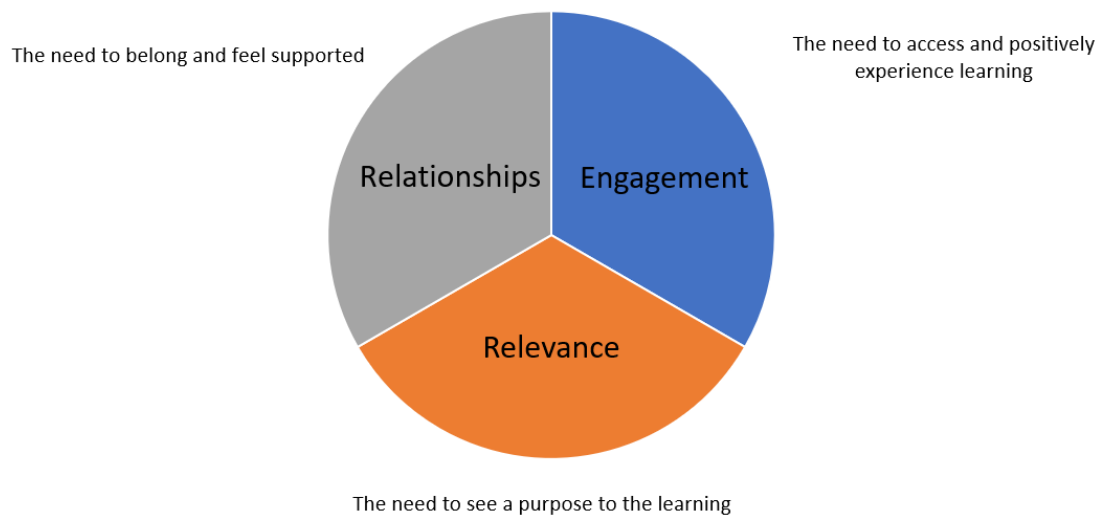 The need to belong and feel supported
The need to access and positively
experience learning
Relationships
Engagement
Relevance
The need to see a purpose to the learning